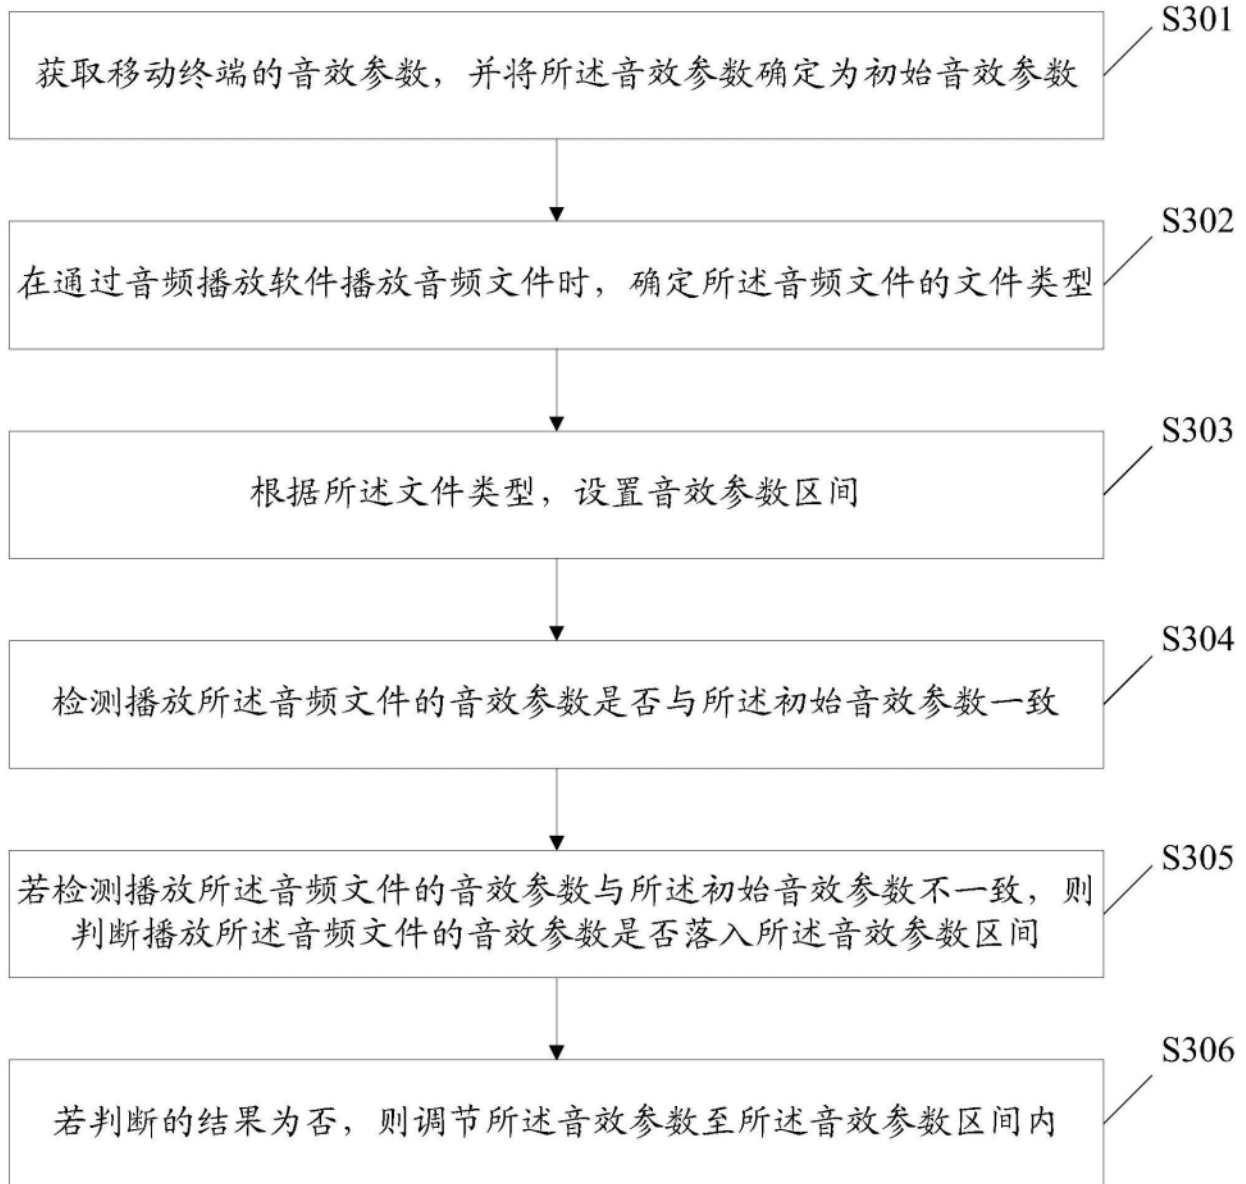 S301
获取移动终端的音效参数，并将所述音效参数确定为初始音效参数
S302
在通过音频播放软件播放音频文件时，确定所述音频文件的文件类型
S303
根据所述文件类型，设置音效参数区间
S304
检测播放所述音频文件的音效参数是否与所述初始音效参数一致
S305
若检测播放所述音频文件的音效参数与所述初始音效参数不一致，则
判断播放所述音频文件的音效参数是否落入所述音效参数区间
S306
若判断的结果为否，则调节所述音效参数至所述音效参数区间内